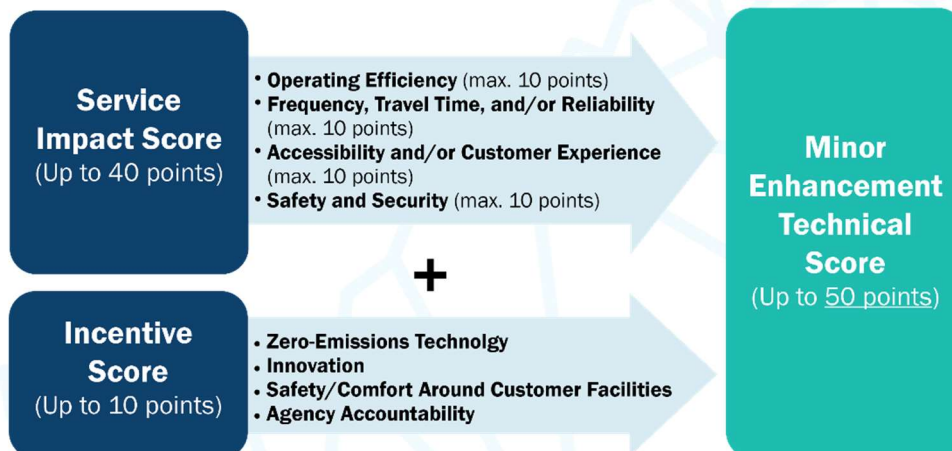 Service
Impact Score
(Up to 40 points)
• Operating Efficiency (max. 10 points)
• Frequency, Travel Time, and/or Reliability
(max. 10 points)
• Accessibility and/or Customer Experience
(max. 10 points)
• Safety and Security (max. 10 points)
+
Incentive
Score
(Up to 10 points)
• Zero-Emissions Technolgy
• Innovation
• Safety/Comfort Around Customer Facilities
• Agency Accountability
Minor
Enhancement
Technical
Score
(Up to 50 points)